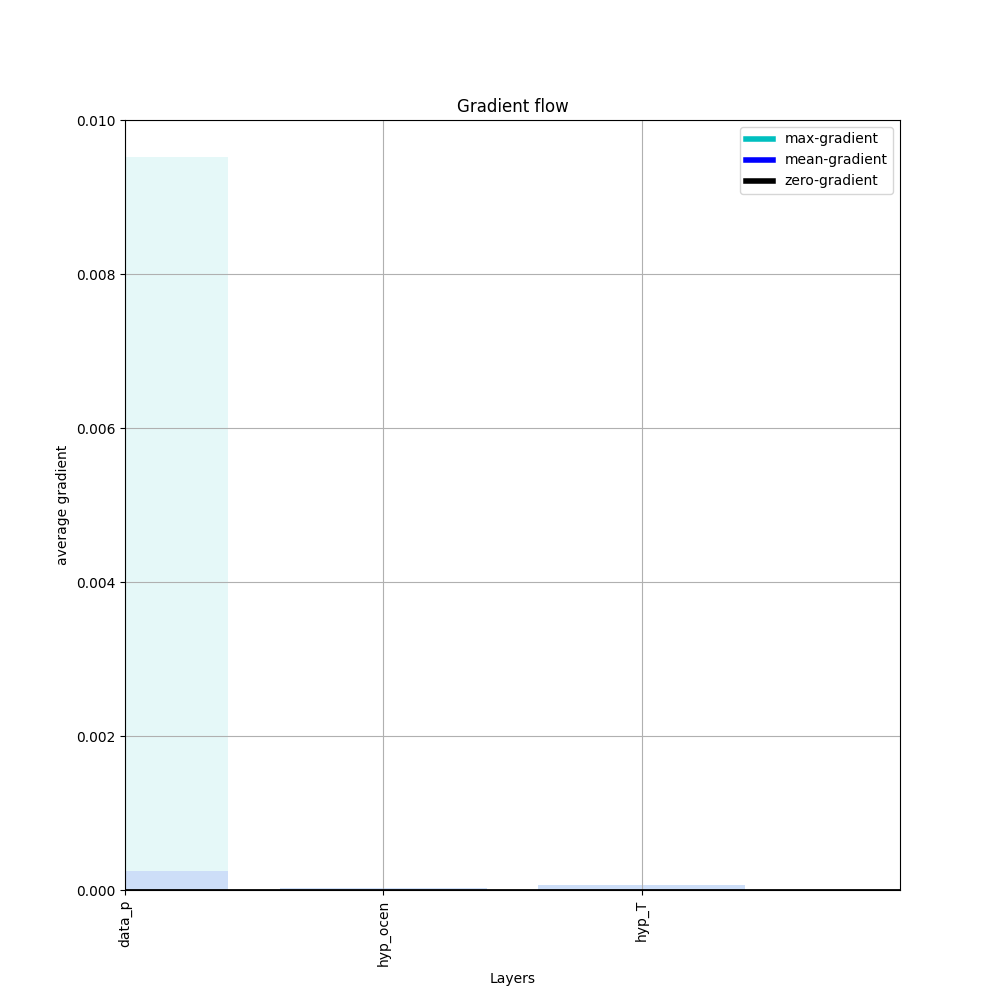 Gradient flow
max-gradient
mean-gradient
zero-gradient
0.010
0.008
0.006
0.004
0.002
0.000
average gradient
data_p
hyp_ocen
hyp_T
Layers